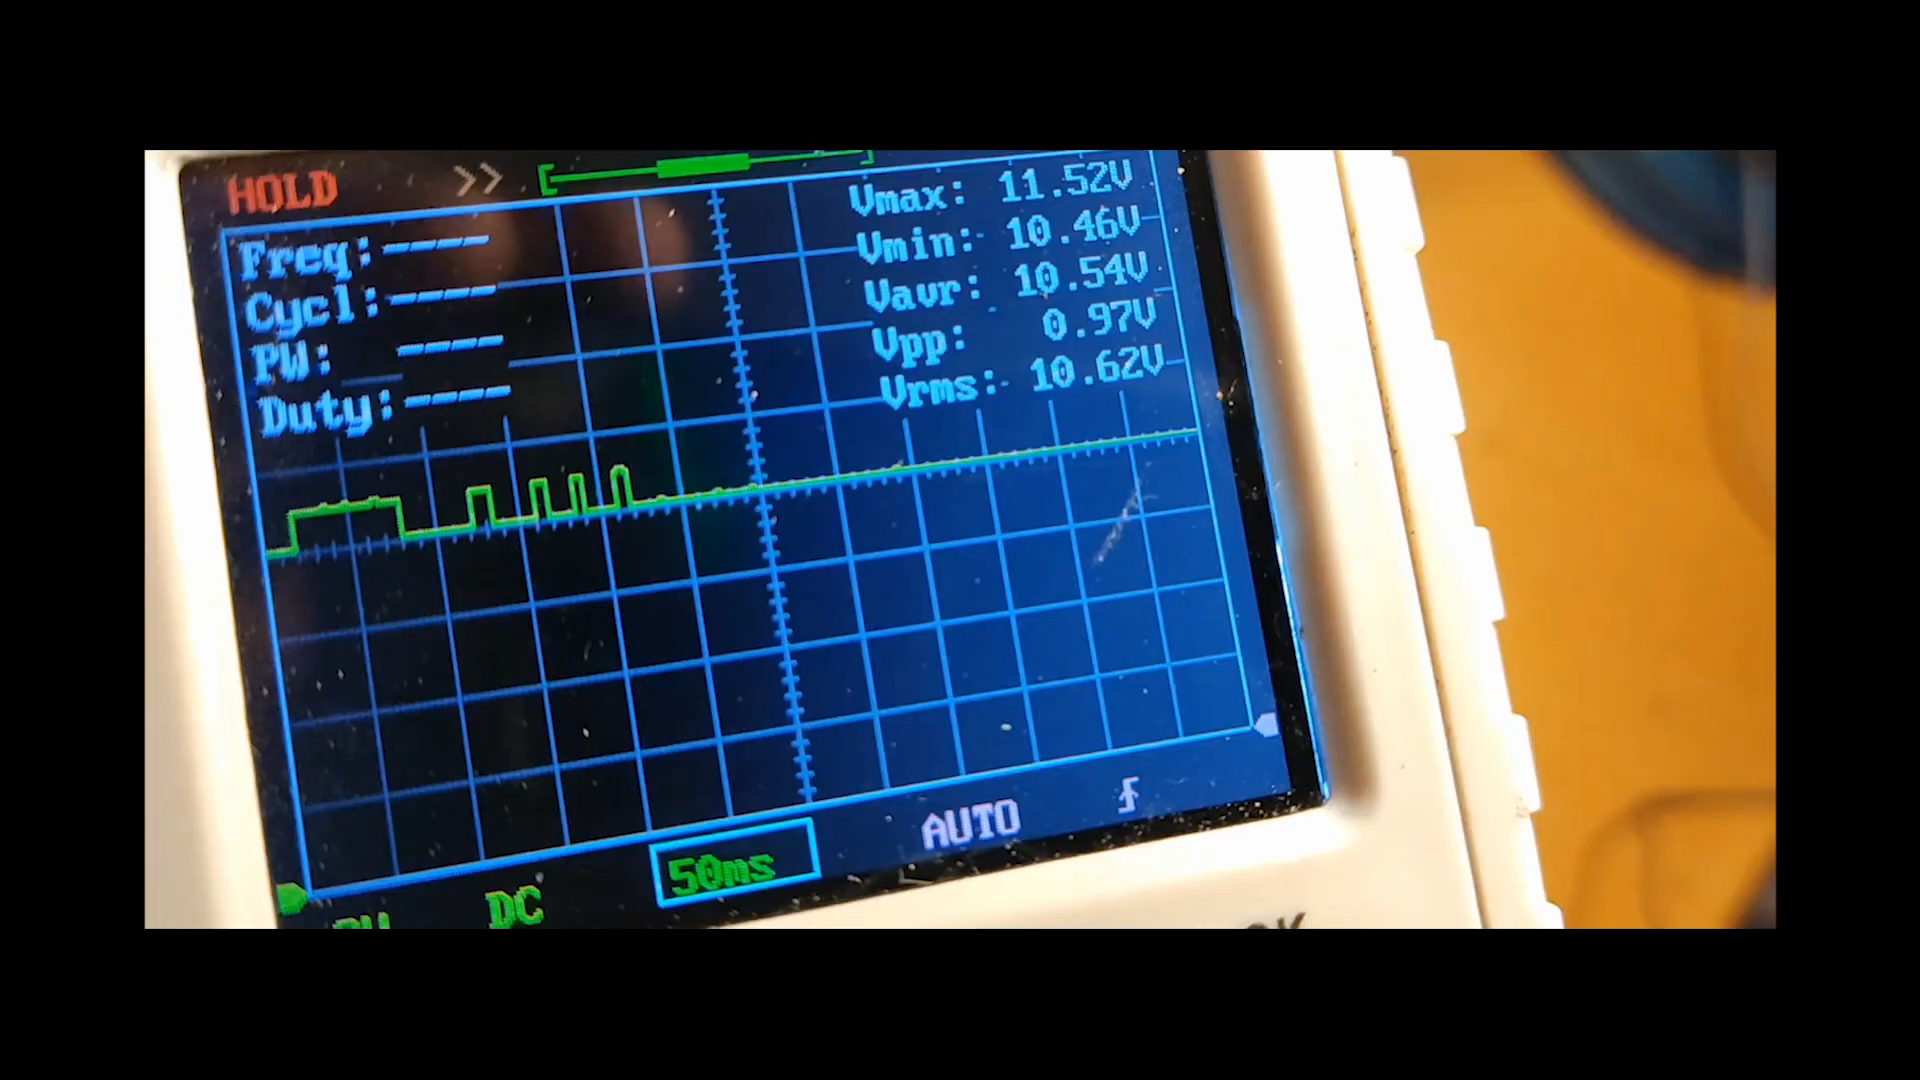 HOLD >>
Freq: ---- Vmax: 11.52V
Cycl: ---- Vmin: 10.46V
PW: ---- Vavr: 10.54V
Duty: ---- Vpp: 0.97V
Vrms: 10.62V
AUTO
50ms
DC